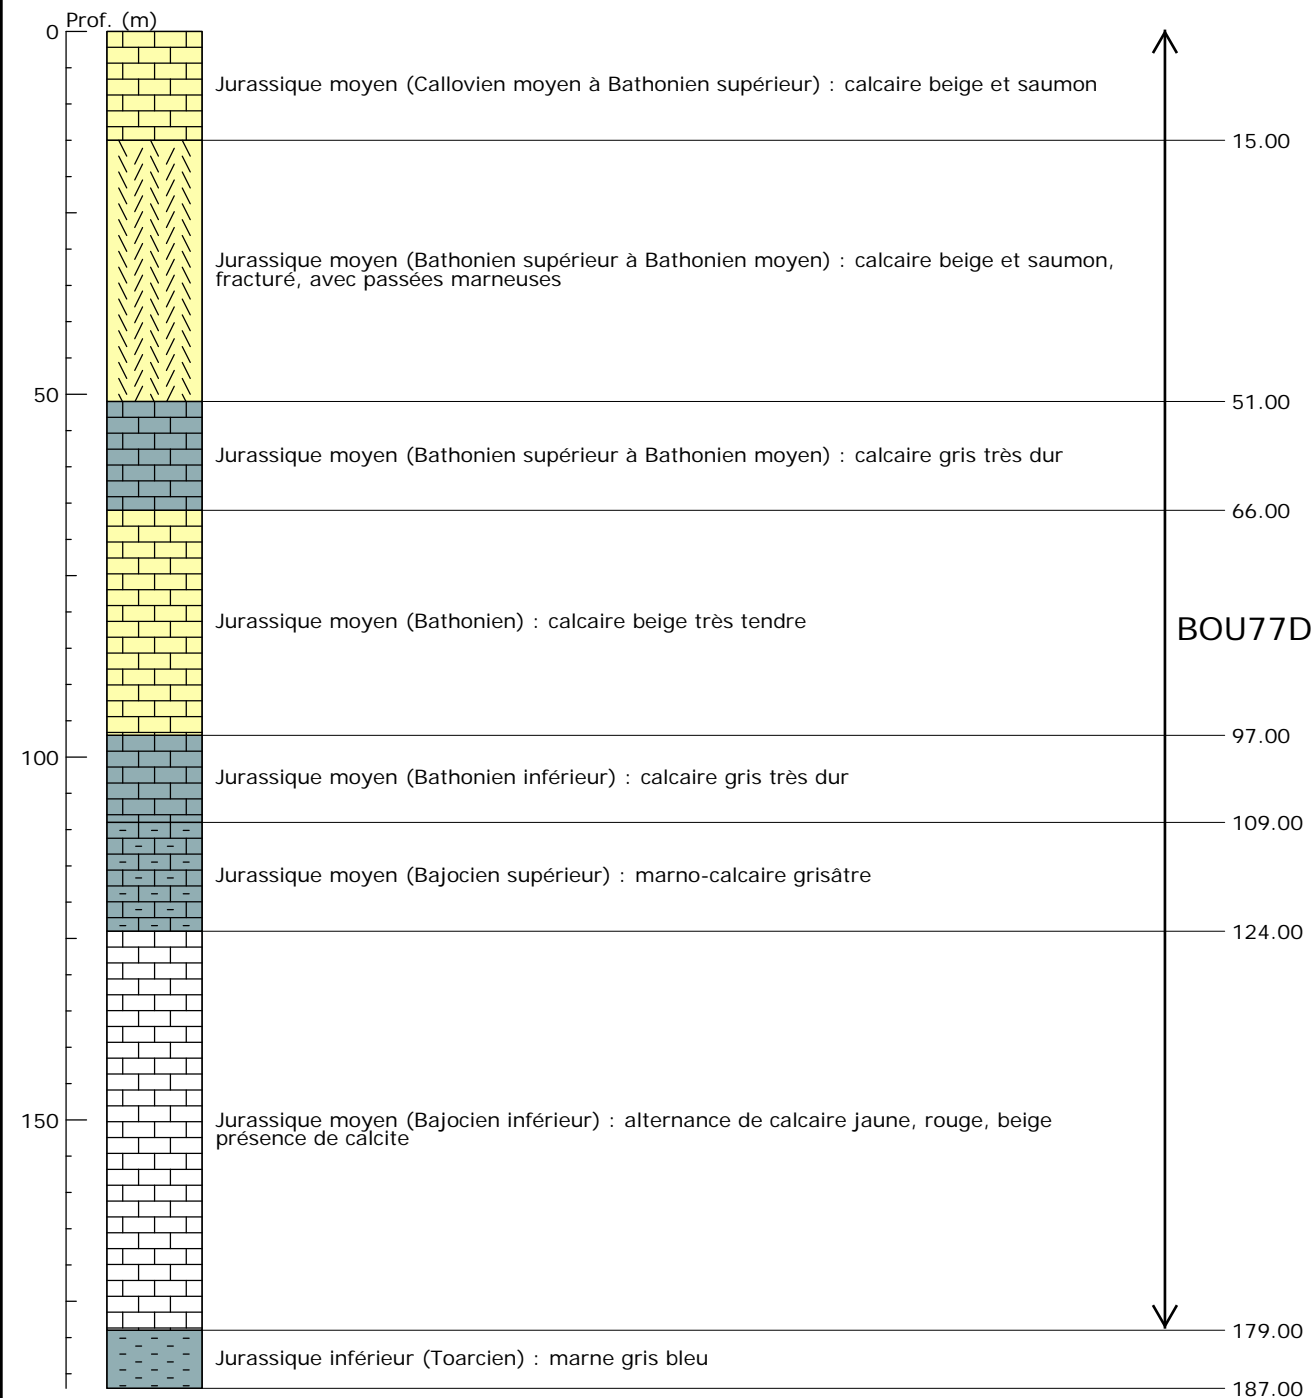 Prof. (m)
0
Jurassique moyen (Callovien moyen à Bathonien supérieur) : calcaire beige et saumon
15.00
Jurassique moyen (Bathonien supérieur à Bathonien moyen) : calcaire beige et saumon,
fracturé, avec passées marneuses
50
51.00
Jurassique moyen (Bathonien supérieur à Bathonien moyen) : calcaire gris très dur
66.00
Jurassique moyen (Bathonien) : calcaire beige très tendre
BOU77D
97.00
100
Jurassique moyen (Bathonien inférieur) : calcaire gris très dur
109.00
Jurassique moyen (Bajocien supérieur) : marno-calcaire grisâtre
124.00
150
Jurassique moyen (Bajocien inférieur) : alternance de calcaire jaune, rouge, beige
présence de calcite
179.00
Jurassique inférieur (Toarcien) : marne gris bleu
187.00